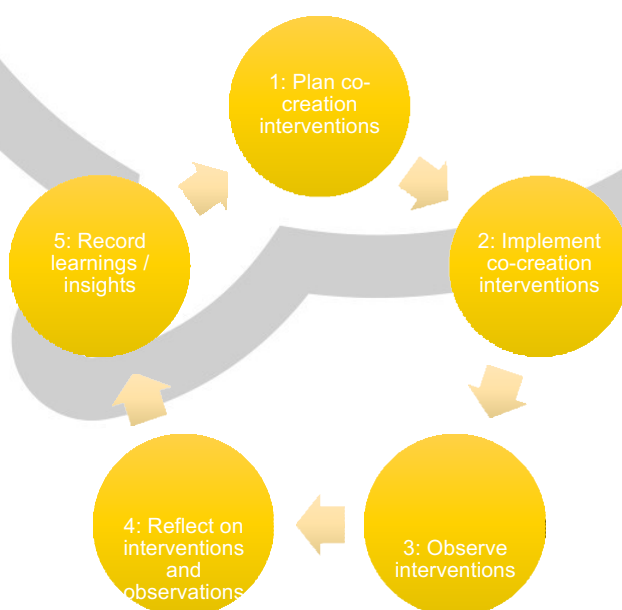 1: Plan co-
creation
interventions
2: Implement
co-creation
interventions
3: Observe
interventions
4: Reflect on
interventions
and
observations
5: Record
learnings /
insights